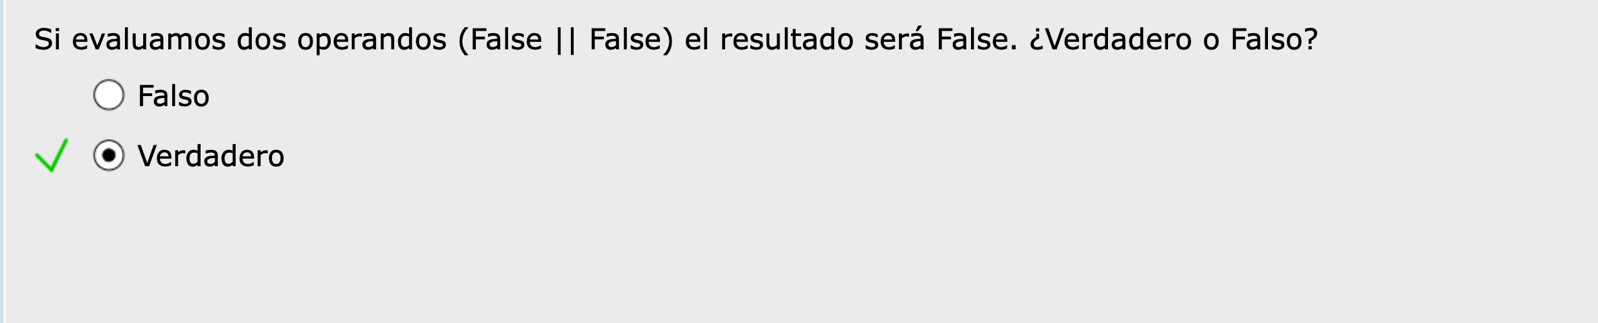 Si evaluamos dos operandos (False || False) el resultado será False. ¿Verdadero o Falso?
Falso
Verdadero